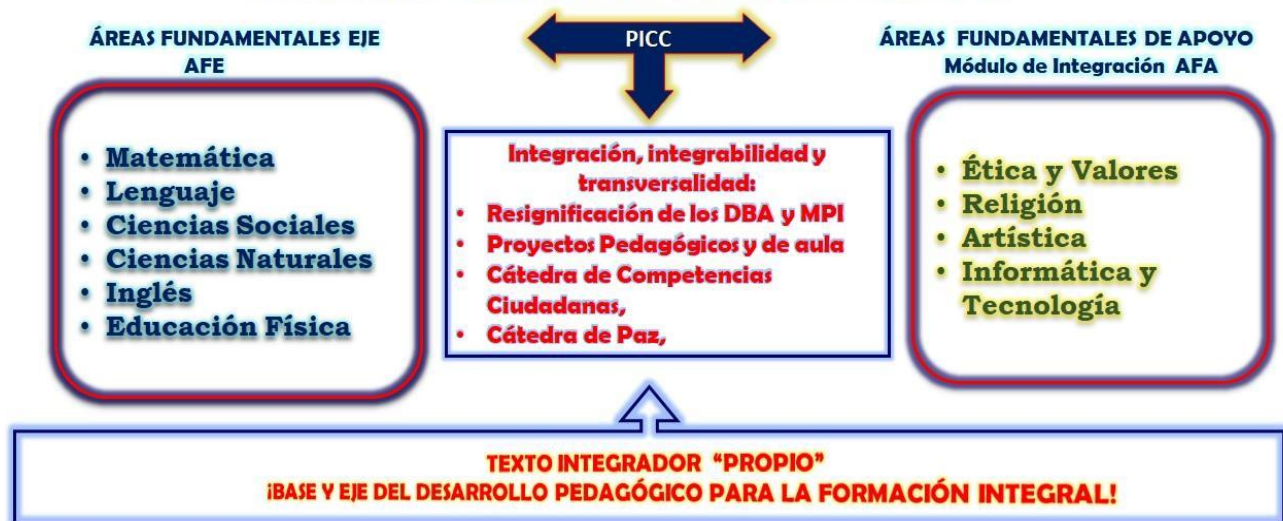 PICC
ÁREAS FUNDAMENTALES EJE
AFE
• Matemática
• Lenguaje
• Ciencias Sociales
• Ciencias Naturales
• Inglés
• Educación Física
Integración, integrabilidad y
transversalidad:
• Resignificación de los DBA y MPI
• Proyectos Pedagógicos y de aula
• Cátedra de Competencias
Ciudadanas,
• Cátedra de Paz,
ÁREAS FUNDAMENTALES DE APOYO
Módulo de Integración AFA
• Ética y Valores
• Religión
• Artística
• Informática y
Tecnología
TEXTO INTEGRADOR “PROPIO”
¡BASE Y EJE DEL DESARROLLO PEDAGÓGICO PARA LA FORMACIÓN INTEGRAL!